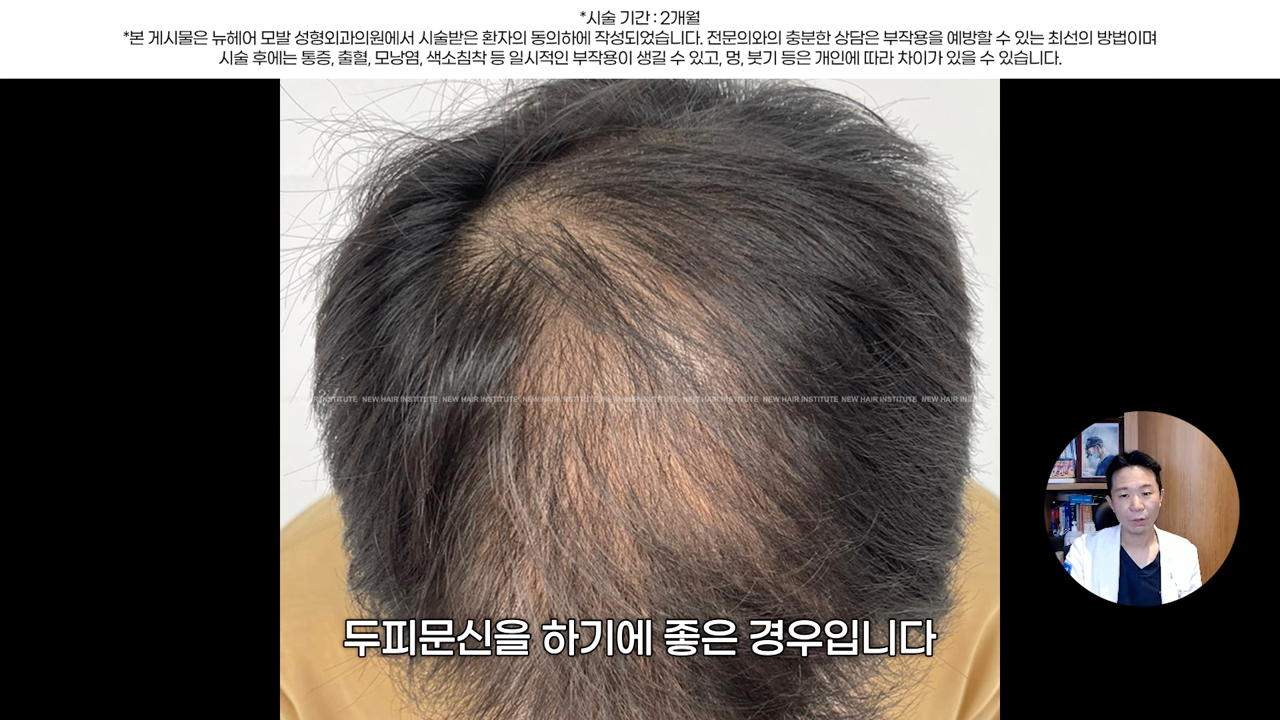 *시술 기간 : 2개월
*본 게시물은 뉴헤어 모발 성형외과의원에서 시술받은 환자의 동의하에 작성되었습니다. 전문의와의 충분한 상담은 부작용을 예방할 수 있는 최선의 방법이며
시술 후에는 통증, 출혈, 모낭염, 색소침착 등 일시적인 부작용이 생길 수 있고, 멍, 붓기 등은 개인에 따라 차이가 있을 수 있습니다.
INSTITUTE NEW HAIR INSTITUTE NEW HAIR INSTITUTE NEW HAIR INSTITUTE NEW HAIR INSTITUTE NEW HAIR INSTITUTE NEW HAIR INSTITUTE NEW HAIR INSTITUTE NEW HAIR
두피문신을 하기에 좋은 경우입니다